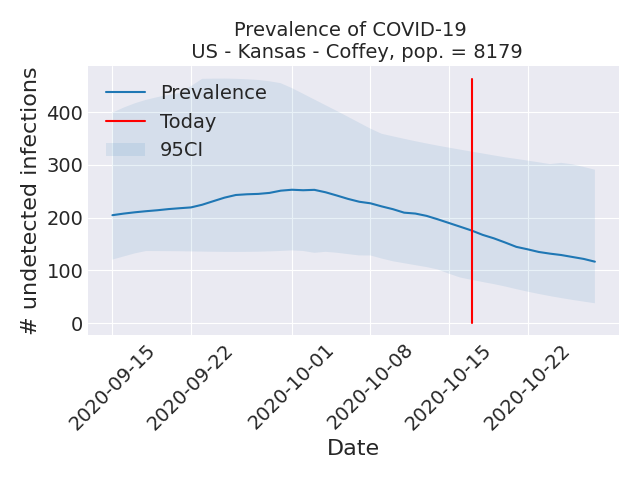 Prevalence of COVID-19
US - Kansas - Coffey, pop. = 8179
# undetected infections
400
300
200
100
0
Prevalence
Today
95CI
2020-09-15
2020-09-22
2020-10-01
2020-10-08
2020-10-15
2020-10-22
Date